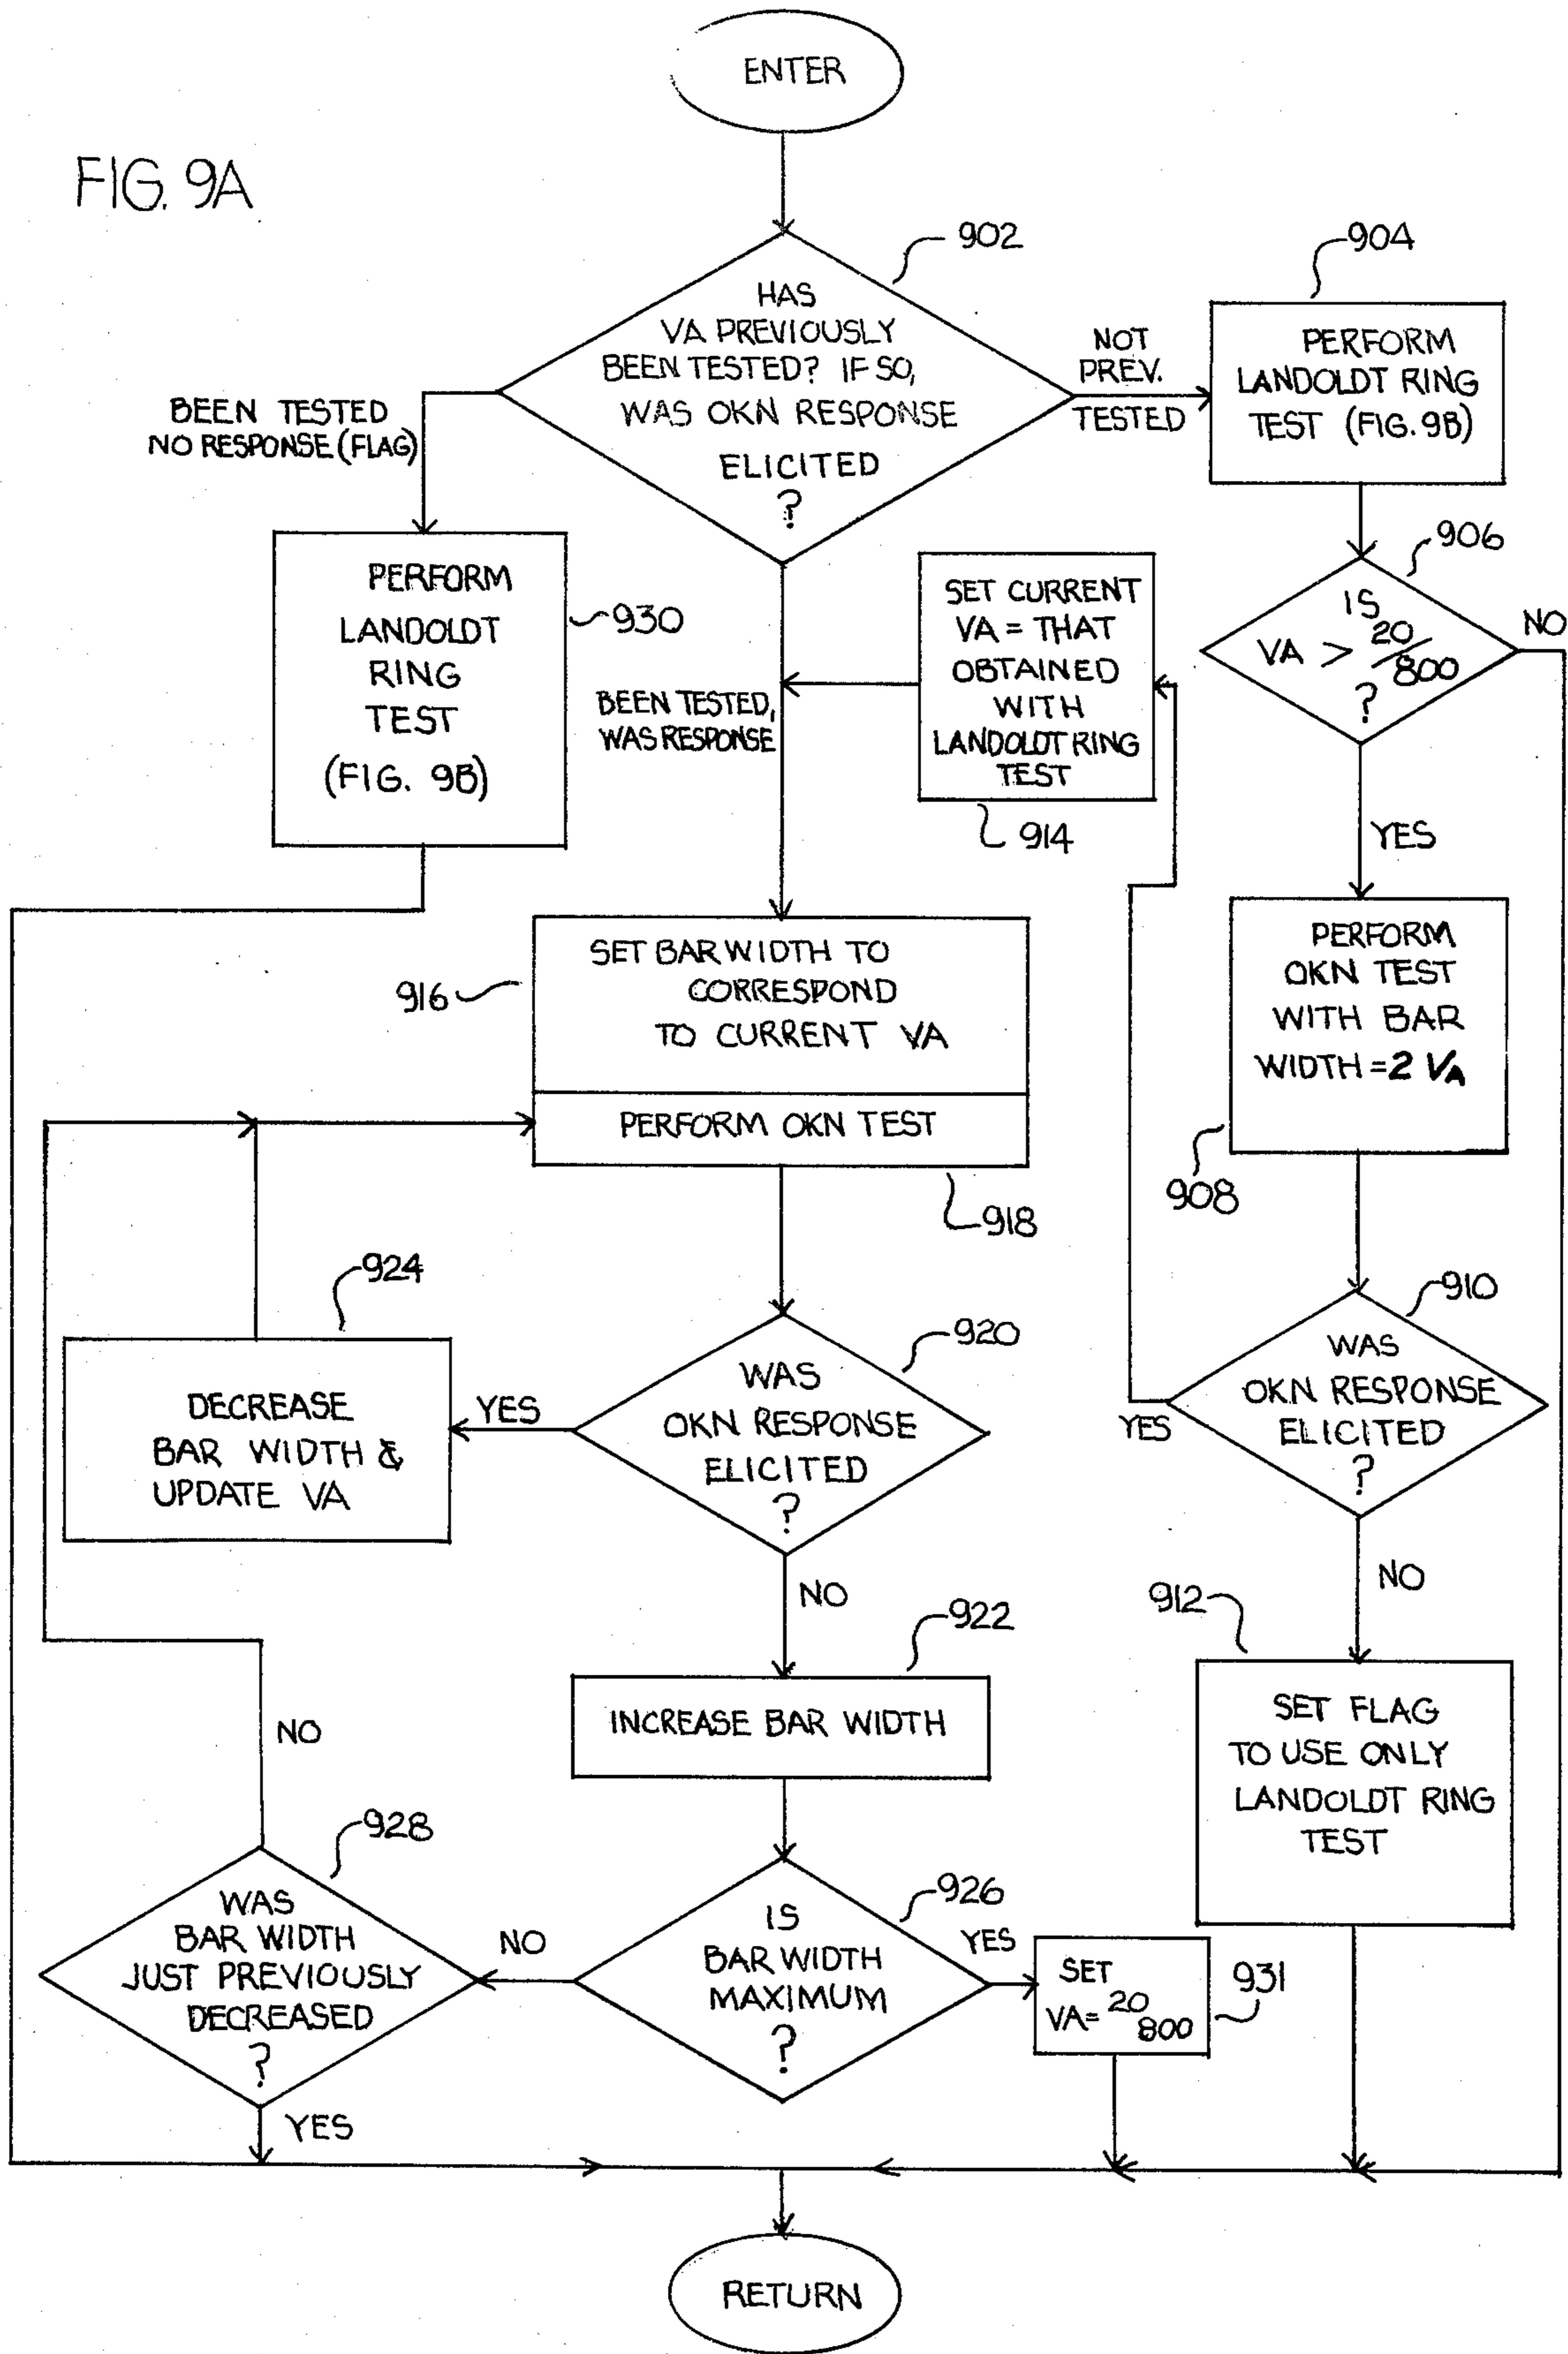 ENTER
FIG. 9A
902
904
HAS
VA PREVIOUSLY
BEEN TESTED? IF SO,
WAS OKN RESPONSE
ELICITED
?
NOT
PREV.
TESTED
PERFORM
LANDOLDT RING
TEST (FIG. 9B)
BEEN TESTED
NO RESPONSE (FLAG)
906
IS
VA > 20/800
?
NO
YES
PERFORM
LANDOLDT
RING
TEST
(FIG. 9B)
930
SET CURRENT
VA = THAT
OBTAINED
WITH
LANDOLDT RING
TEST
914
BEEN TESTED,
WAS RESPONSE
PERFORM
OKN TEST
WITH BAR
WIDTH = 2 VA
908
916
SET BAR WIDTH TO
CORRESPOND
TO CURRENT VA
PERFORM OKN TEST
918
924
DECREASE
BAR WIDTH &
UPDATE VA
YES
920
WAS
OKN RESPONSE
ELICITED
?
NO
910
WAS
OKN RESPONSE
ELICITED
?
YES
NO
922
INCREASE BAR WIDTH
912
SET FLAG
TO USE ONLY
LANDOLDT RING
TEST
NO
928
WAS
BAR WIDTH
JUST PREVIOUSLY
DECREASED
?
YES
NO
926
IS
BAR WIDTH
MAXIMUM
?
YES
SET
VA= 20 800
931
RETURN